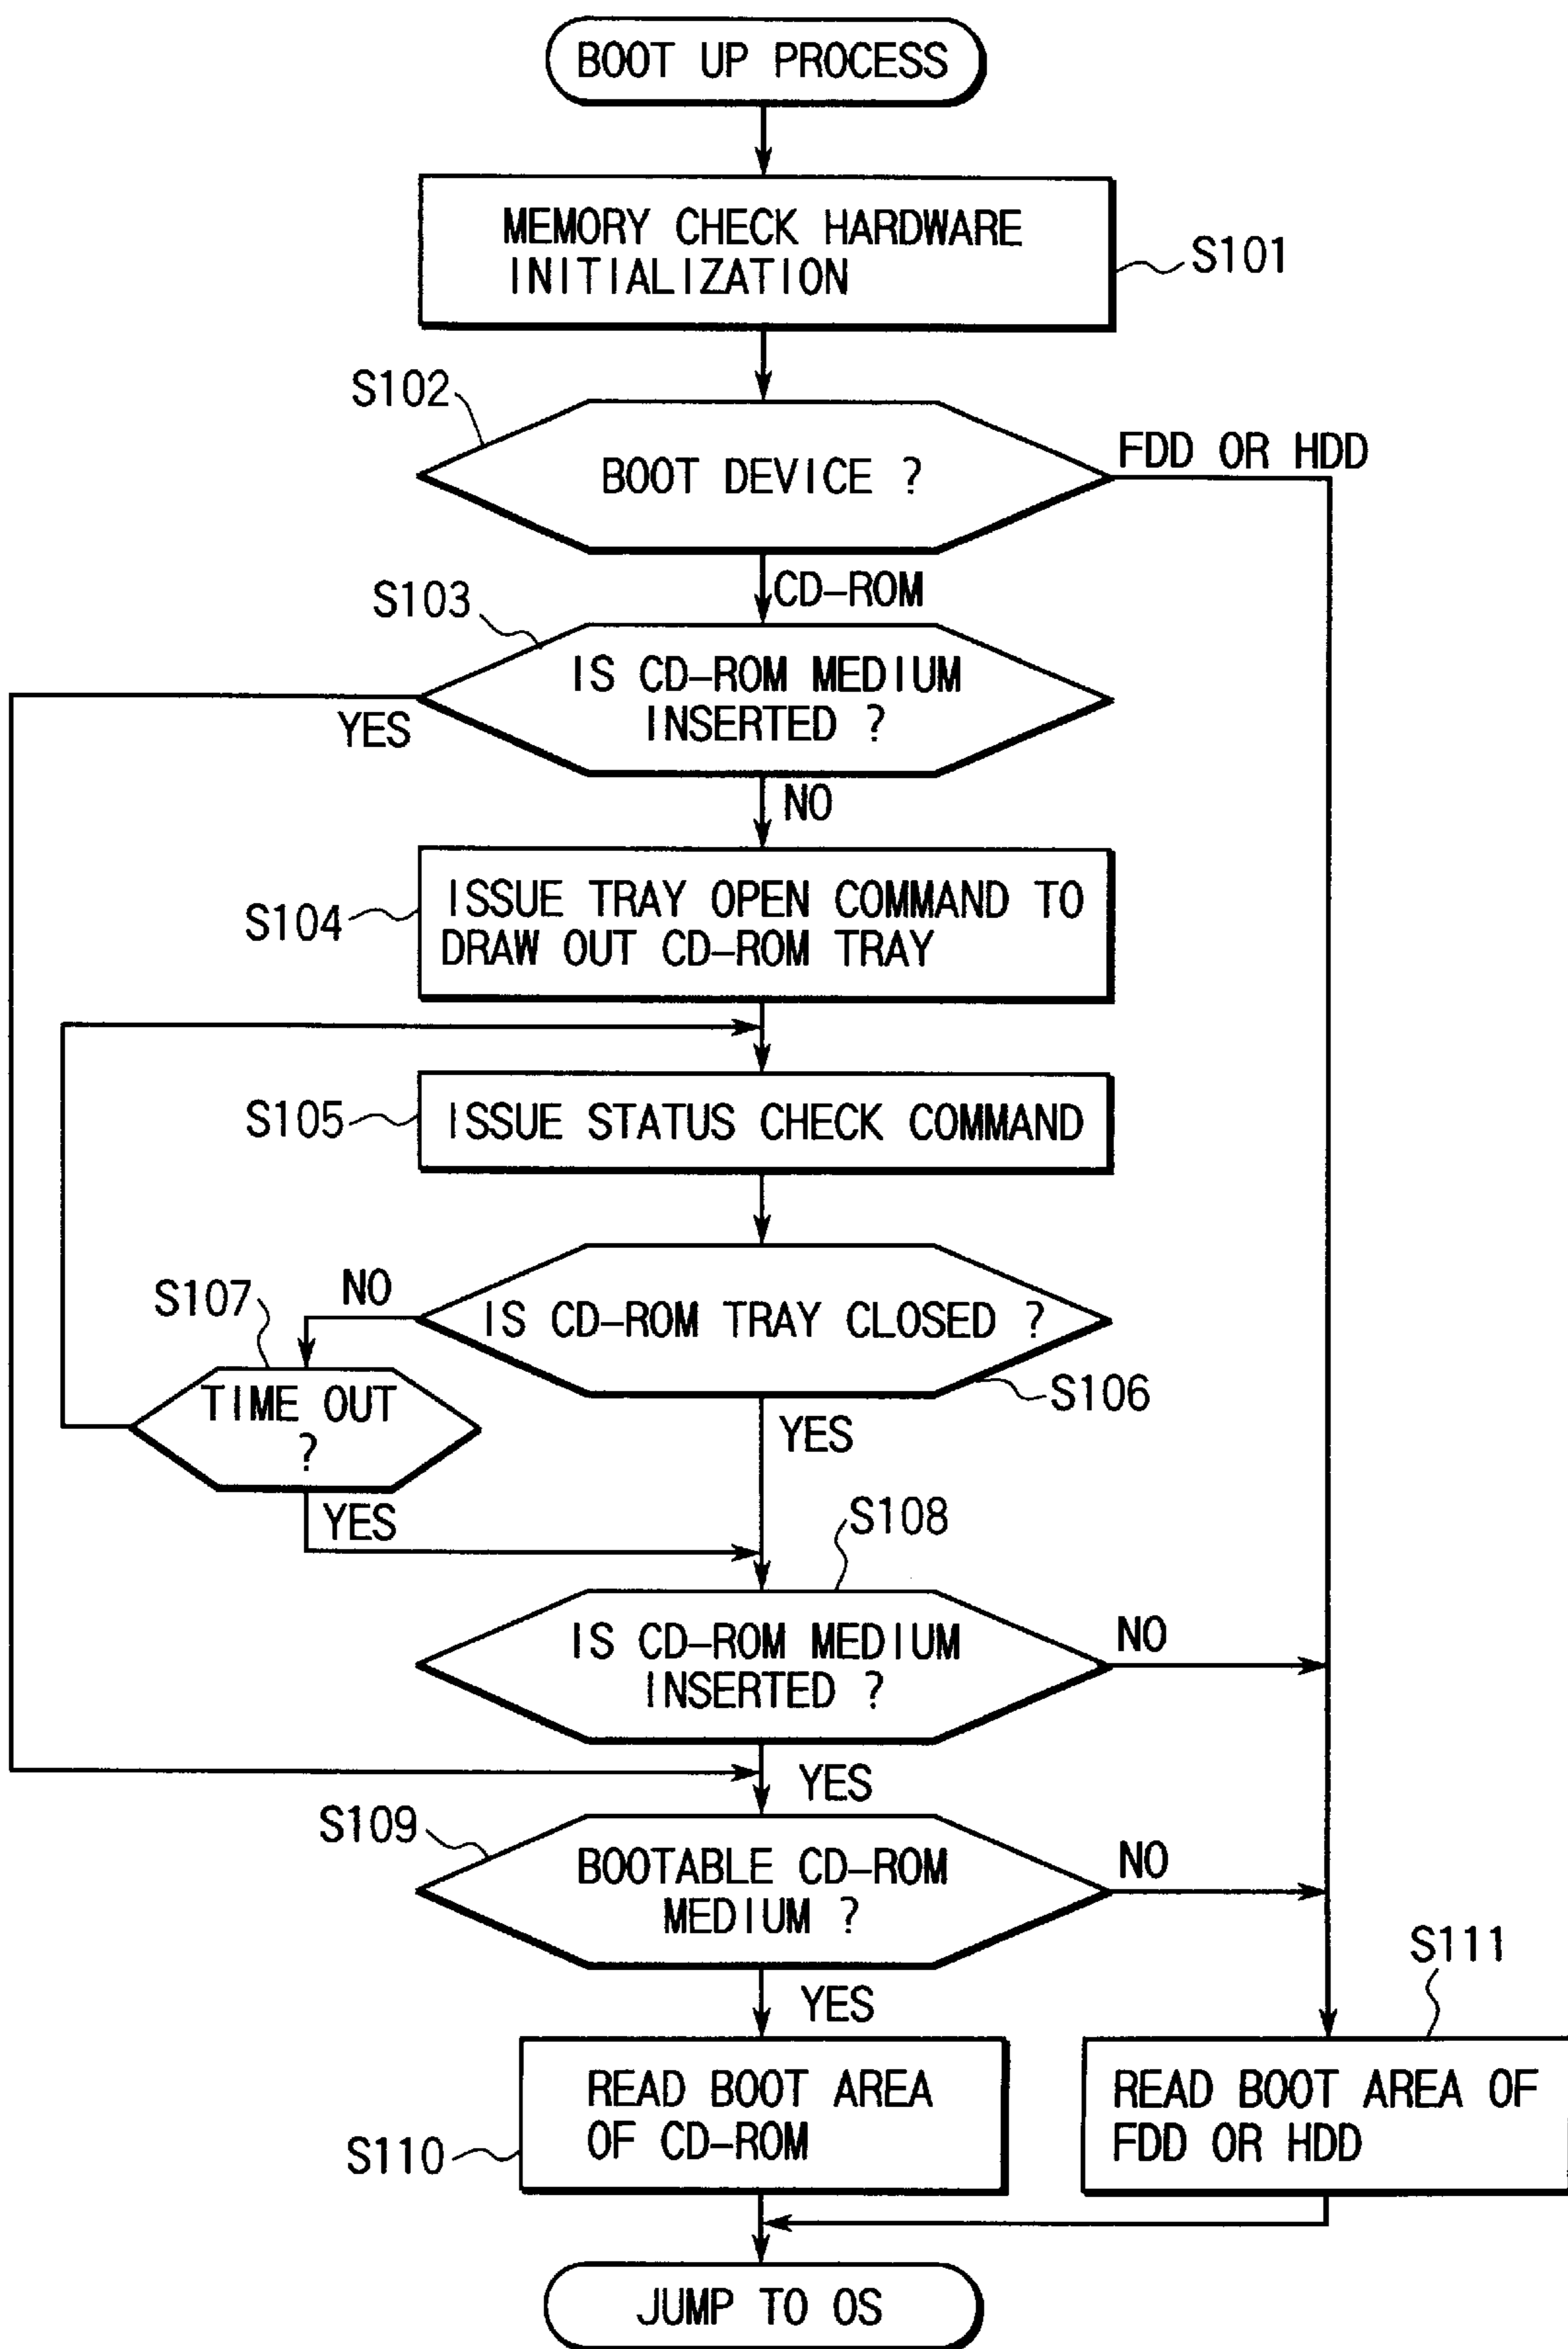 BOOT UP PROCESS
MEMORY CHECK HARDWARE
INITIALIZATION
S101
S102
BOOT DEVICE ?
FDD OR HDD
CD-ROM
S103
IS CD-ROM MEDIUM
INSERTED ?
YES
NO
S104
ISSUE TRAY OPEN COMMAND TO
DRAW OUT CD-ROM TRAY
S105
ISSUE STATUS CHECK COMMAND
S107
NO
IS CD-ROM TRAY CLOSED ?
S106
TIME OUT
?
YES
YES
S108
IS CD-ROM MEDIUM
INSERTED ?
NO
YES
S109
BOOTABLE CD-ROM
MEDIUM ?
NO
YES
S111
READ BOOT AREA
OF CD-ROM
S110
READ BOOT AREA OF
FDD OR HDD
JUMP TO OS